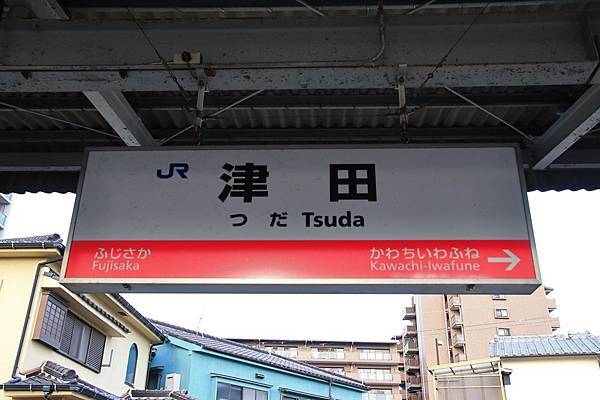 JR 津田
つだ Tsuda
ふじさか かわちいわふね →
Fujisaka Kawachi-Iwafune